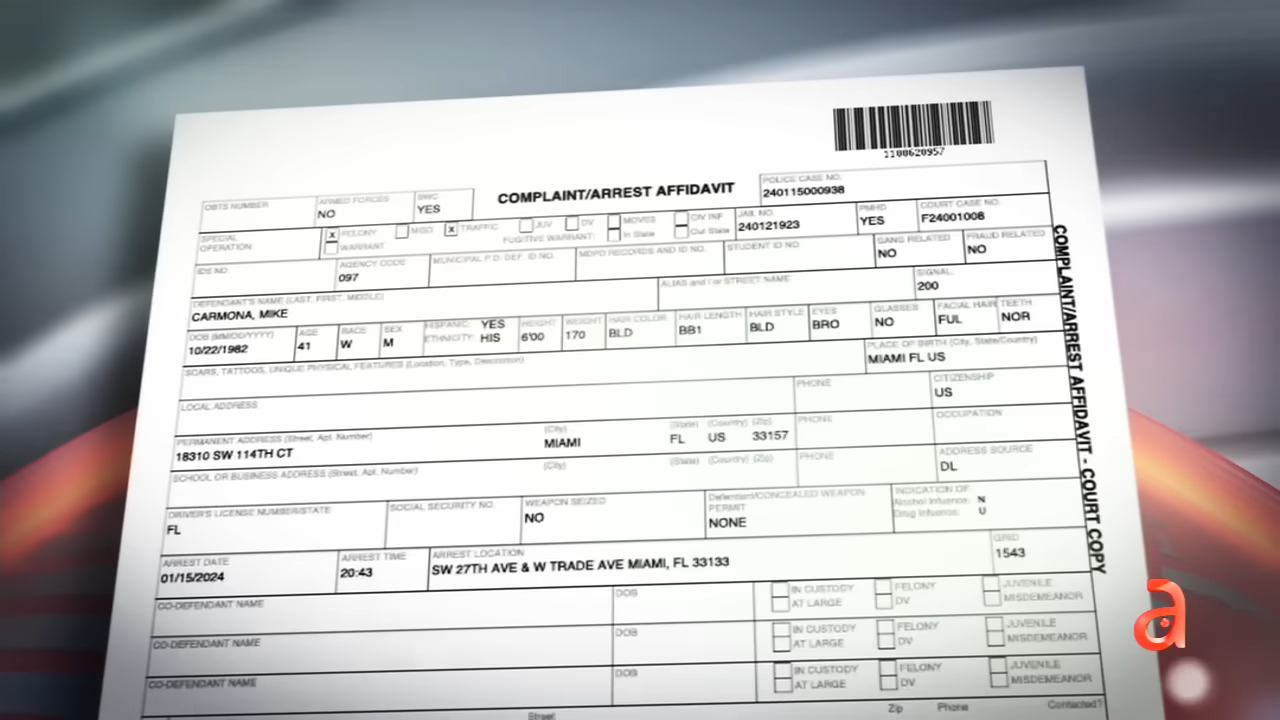 1100620957
COMPLAINT/ARREST AFFIDAVIT
POLICE CASE NO.
240115000938
OBTS NUMBER
ARMED FORCES
NO
BWC
YES
SPECIAL OPERATION:
x FELONY MISD x TRAFFIC JUV DV MOVES CIV INF
WARRANT FUGITIVE WARRANT: In State Out State
JAIL NO.
240121923
PMHD
YES
COURT CASE NO.
F24001008
IDS NO.
AGENCY CODE
097
MUNICIPAL P.D. DEF. ID NO.
MDPD RECORDS AND ID NO.
STUDENT ID NO.
GANG RELATED
NO
FRAUD RELATED
NO
DEFENDANT'S NAME (LAST, FIRST, MIDDLE)
CARMONA, MIKE
ALIAS and / or STREET NAME
SIGNAL
200
DOB (MM/DD/YYYY)
10/22/1982
AGE
41
RACE
W
SEX
M
HISPANIC: YES
ETHNICITY: HIS
HEIGHT
6'00
WEIGHT
170
HAIR COLOR
BLD
HAIR LENGTH
BB1
HAIR STYLE
BLD
EYES
BRO
GLASSES
NO
FACIAL HAIR
FUL
TEETH
NOR
SCARS, TATTOOS, UNIQUE PHYSICAL FEATURES (Location, Type, Description)
PLACE OF BIRTH (City, State/Country)
MIAMI FL US
LOCAL ADDRESS
PHONE
CITIZENSHIP
US
PERMANENT ADDRESS (Street, Apt. Number) (City) (State) (Country) (Zip)
18310 SW 114TH CT MIAMI FL US 33157
PHONE
OCCUPATION
SCHOOL OR BUSINESS ADDRESS (Street, Apt. Number) (City) (State) (Country) (Zip)
PHONE
ADDRESS SOURCE
DL
DRIVER'S LICENSE NUMBER/STATE
FL
SOCIAL SECURITY NO.
WEAPON SEIZED
NO
Defendant/CONCEALED WEAPON PERMIT
NONE
INDICATION OF:
Alcohol Influence: N
Drug Influence: U
ARREST DATE
01/15/2024
ARREST TIME
20:43
ARREST LOCATION
SW 27TH AVE & W TRADE AVE MIAMI, FL 33133
GRID
1543
CO-DEFENDANT NAME DOB IN CUSTODY FELONY JUVENILE
AT LARGE DV MISDEMEANOR
CO-DEFENDANT NAME DOB IN CUSTODY FELONY JUVENILE
AT LARGE DV MISDEMEANOR
CO-DEFENDANT NAME DOB IN CUSTODY FELONY JUVENILE
AT LARGE DV MISDEMEANOR
Street Zip Phone Contacted?
COMPLAINT/ARREST AFFIDAVIT - COURT COPY
a